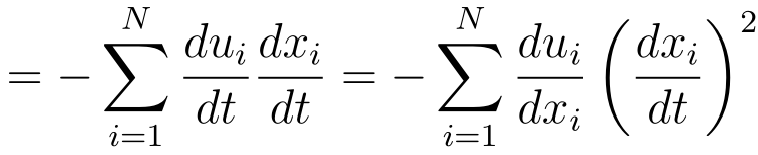 $= -\sum_{i=1}^{N} \frac{du_i}{dt} \frac{dx_i}{dt} = -\sum_{i=1}^{N} \frac{du_i}{dx_i} \left( \frac{dx_i}{dt} \right)^2$